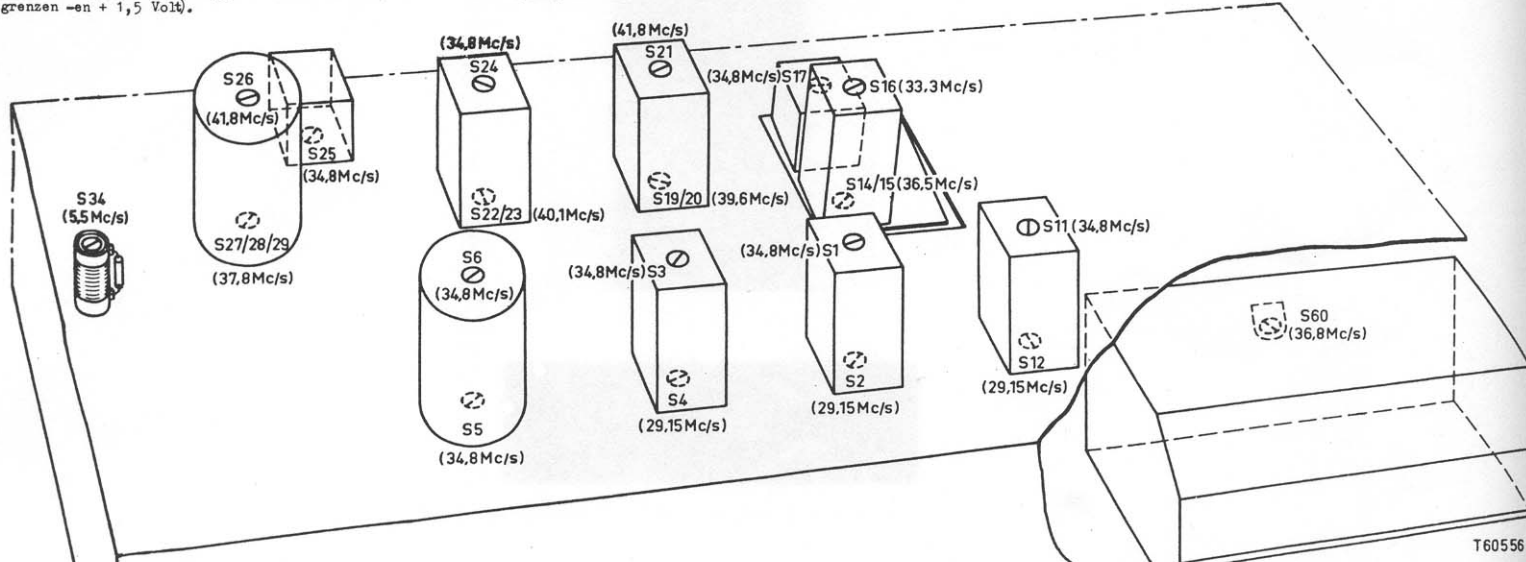 grenzen -en + 1,5 Volt).
(34,8Mc/s)
S24
(41,8Mc/s)
S21
S26
(41,8Mc/s)
S25
(34,8Mc/s)
(34,8Mc/s) S17
S16 (33,3Mc/s)
S34
(5,5Mc/s)
S27/28/29
(37,8Mc/s)
S22/23 (40,1Mc/s)
S19/20 (39,6Mc/s)
S14/15 (36,5Mc/s)
S6
(34,8Mc/s)
(34,8Mc/s) S3
(34,8Mc/s) S1
S11 (34,8Mc/s)
S60
(36,8Mc/s)
S5
(34,8Mc/s)
S4
(29,15Mc/s)
S2
(29,15Mc/s)
S12
(29,15Mc/s)
T60556